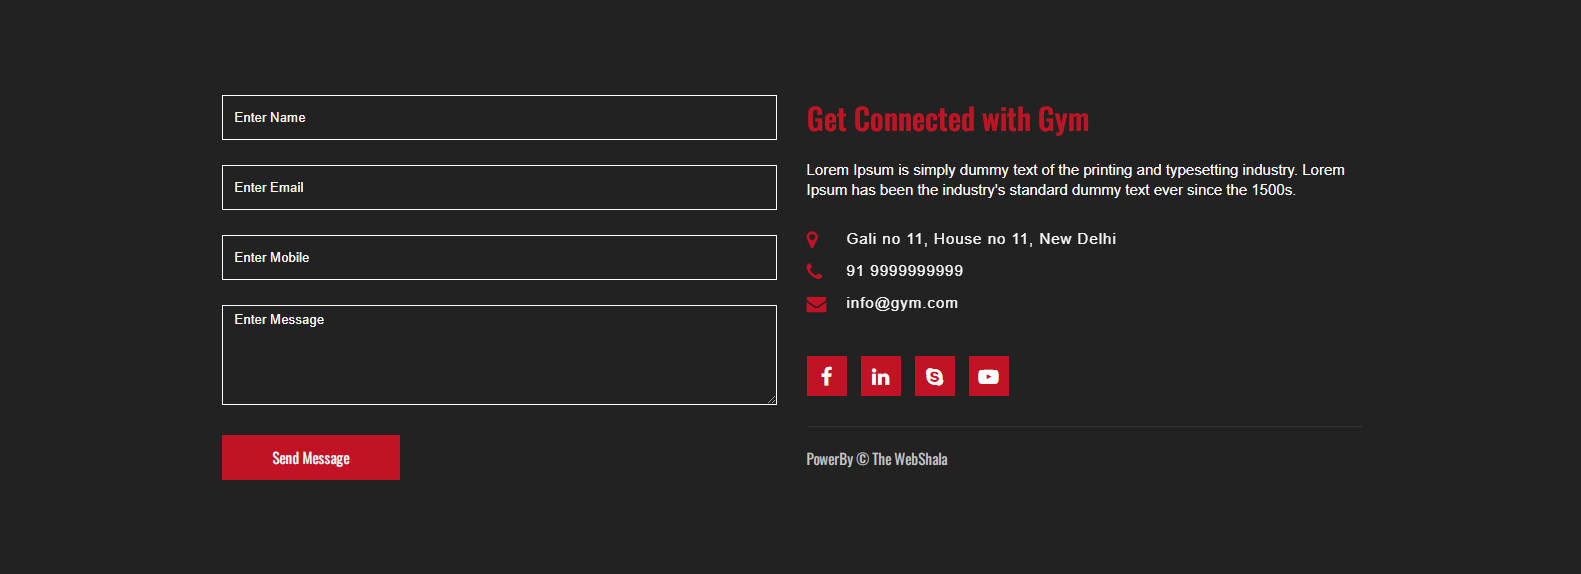 Enter Name
Enter Email
Enter Mobile
Enter Message
Send Message
Get Connected with Gym
Lorem Ipsum is simply dummy text of the printing and typesetting industry. Lorem
Ipsum has been the industry's standard dummy text ever since the 1500s.
Gali no 11, House no 11, New Delhi
91 9999999999
info@gym.com
PowerBy © The WebShala